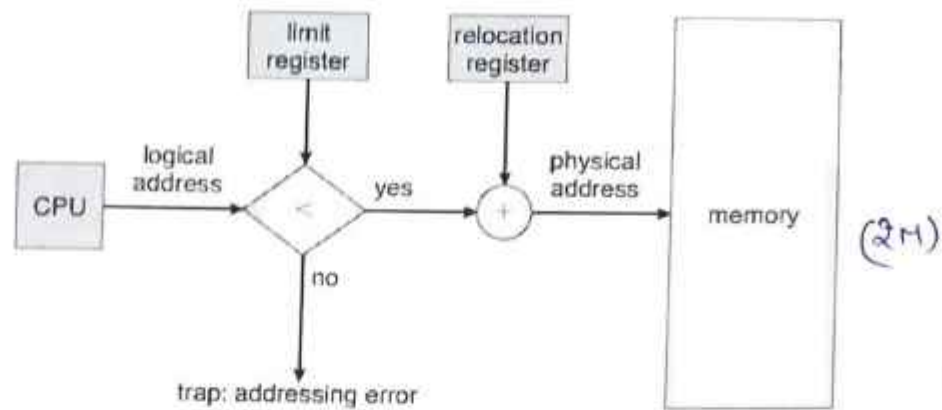 limit
register
relocation
register
logical
address
physical
address
CPU
<
yes
+
memory
(2M)
no
trap: addressing error